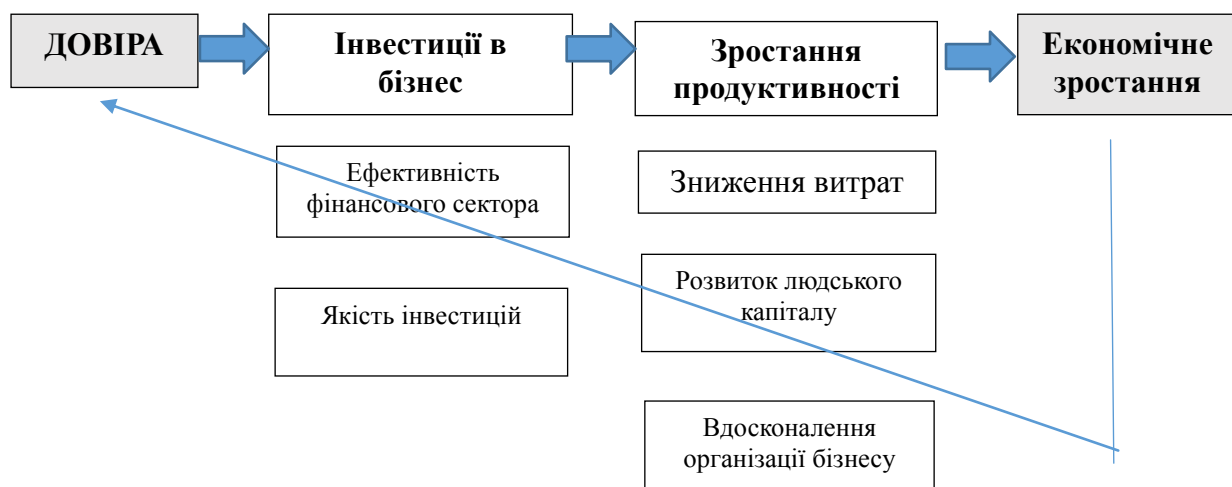 ДОВІРА
Інвестиції в
бізнес
Зростання
продуктивності
Економічне
зростання
Ефективність
фінансового сектора
Зниження витрат
Якість інвестицій
Розвиток людського
капіталу
Вдосконалення
організації бізнесу